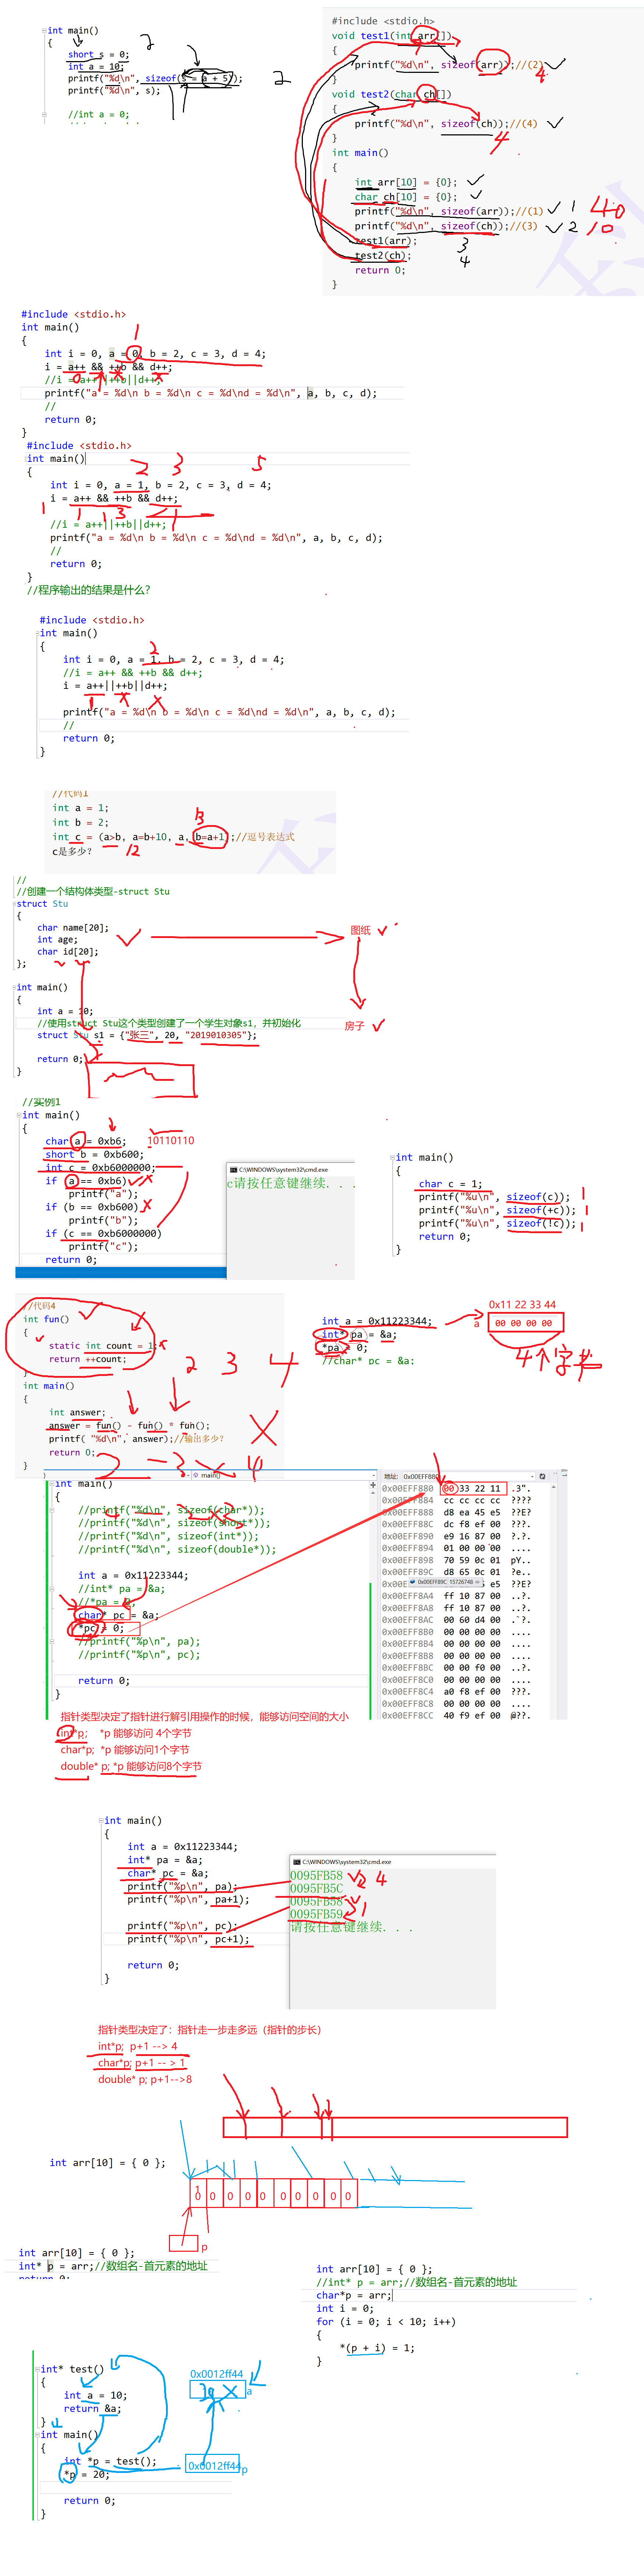 int main()
{
short s = 0;
int a = 10;
printf("%d\n", sizeof(s = a + 5));
printf("%d\n", s);
//int a = 0;
2
2
#include <stdio.h>
void test1(int arr[])
{
printf("%d\n", sizeof(arr));//(2)
4
}
void test2(char ch[])
{
printf("%d\n", sizeof(ch));//(4)
4
}
int main()
{
int arr[10] = {0};
char ch[10] = {0};
printf("%d\n", sizeof(arr));//(1) 1 40
printf("%d\n", sizeof(ch));//(3) 2 10
test1(arr); 3
test2(ch); 4
return 0;
}
#include <stdio.h>
int main()
{
1
int i = 0, a = 0, b = 2, c = 3, d = 4;
i = a++ && ++b && d++;
0
//i = a++||++b||d++;
printf("a = %d\n b = %d\n c = %d\nd = %d\n", a, b, c, d);
//
return 0;
}
#include <stdio.h>
int main()
{
2 3 5
int i = 0, a = 1, b = 2, c = 3, d = 4;
i = a++ && ++b && d++;
1 1 1 3
//i = a++||++b||d++;
printf("a = %d\n b = %d\n c = %d\nd = %d\n", a, b, c, d);
//
return 0;
}
//程序输出的结果是什么?
#include <stdio.h>
int main()
{
2
int i = 0, a = 1, b = 2, c = 3, d = 4;
//i = a++ && ++b && d++;
i = a++||++b||d++;
1 X X
printf("a = %d\n b = %d\n c = %d\nd = %d\n", a, b, c, d);
//
return 0;
}
//代码1
int a = 1;
int b = 2;
13
int c = (a>b, a=b+10, a, b=a+1);//逗号表达式
12
c是多少?
//
//创建一个结构体类型-struct Stu
struct Stu
{
char name[20];
int age;
char id[20];
};
图纸
房子
int main()
{
int a = 10;
//使用struct Stu这个类型创建了一个学生对象s1, 并初始化
struct Stu s1 = {"张三", 20, "2019010305"};
return 0;
}
//实例1
int main()
{
char a = 0xb6; 10110110
short b = 0xb600;
int c = 0xb6000000;
if (a == 0xb6)
printf("a");
if (b == 0xb600)
printf("b");
if (c == 0xb6000000)
printf("c");
return 0;
C:\WINDOWS\system32\cmd.exe
c请按任意键继续. . .
int main()
{
char c = 1;
printf("%u\n", sizeof(c)); 1
printf("%u\n", sizeof(+c)); 1
printf("%u\n", sizeof(!c)); 1
return 0;
}
//代码4
int fun()
{
static int count = 1;
return ++count;
}
2 3 4
int main()
{
int answer;
answer = fun() - fun() * fun();
printf( "%d\n", answer);//输出多少?
return 0;
}
2 - 3 × 4
int a = 0x11223344;
int* pa = &a;
*pa = 0;
//char* pc = &a;
0x11 22 33 44
a 00 00 00 00
4个字节
main()
int main()
{
//printf("%d\n", sizeof(char*));
//printf("%d\n", sizeof(short*));
//printf("%d\n", sizeof(int*));
//printf("%d\n", sizeof(double*));
int a = 0x11223344;
//int* pa = &a;
//*pa = 0;
char* pc = &a;
*pc = 0;
//printf("%p\n", pa);
//printf("%p\n", pc);
return 0;
}
地址: 0x00EFF880
0x00EFF880 00 33 22 11 .3".
0x00EFF884 cc cc cc cc ????
0x00EFF888 d8 ea 45 e5 ??E?
0x00EFF88C dc f8 ef 00 ???.
0x00EFF890 e9 16 87 00 ?.?.
0x00EFF894 01 00 00 00 ....
0x00EFF898 70 59 0c 01 pY..
0x00EFF89C d8 65 0c 01 ?e..
0x00EFF89C 15726748
e5 ??E?
0x00EFF8A4 ff 10 87 00 ..?.
0x00EFF8A8 ff 10 87 00 ..?.
0x00EFF8AC 00 60 d4 00 .`?.
0x00EFF8B0 00 00 00 00 ....
0x00EFF8B4 00 00 00 00 ....
0x00EFF8B8 00 00 00 00 ....
0x00EFF8BC 00 00 f0 00 ..?.
0x00EFF8C0 00 00 00 00 ....
0x00EFF8C4 a0 f8 ef 00 ???.
0x00EFF8C8 00 00 00 00 ....
0x00EFF8CC 40 f9 ef 00 @??.
指针类型决定了指针进行解引用操作的时候, 能够访问空间的大小
int*p; *p 能够访问 4个字节
char*p; *p 能够访问1个字节
double* p; *p 能够访问8个字节
int main()
{
int a = 0x11223344;
int* pa = &a;
char* pc = &a;
printf("%p\n", pa);
printf("%p\n", pa+1);
printf("%p\n", pc);
printf("%p\n", pc+1);
return 0;
}
C:\WINDOWS\system32\cmd.exe
0095FB58
0095FB5C
4
0095FB58
0095FB59
1
请按任意键继续. . .
指针类型决定了: 指针走一步走多远 (指针的步长)
int*p; p+1 --> 4
char*p; p+1 -- > 1
double* p; p+1-->8
int arr[10] = { 0 };
1
0 0 0 0 0 0 0 0 0 0
p
int arr[10] = { 0 };
int* p = arr;//数组名-首元素的地址
return 0;
int arr[10] = { 0 };
//int* p = arr;//数组名-首元素的地址
char*p = arr;
int i = 0;
for (i = 0; i < 10; i++)
{
*(p + i) = 1;
}
int* test()
{
int a = 10;
return &a;
}
int main()
{
int *p = test();
*p = 20;
return 0;
}
0x0012ff44
a
0x0012ff44 p